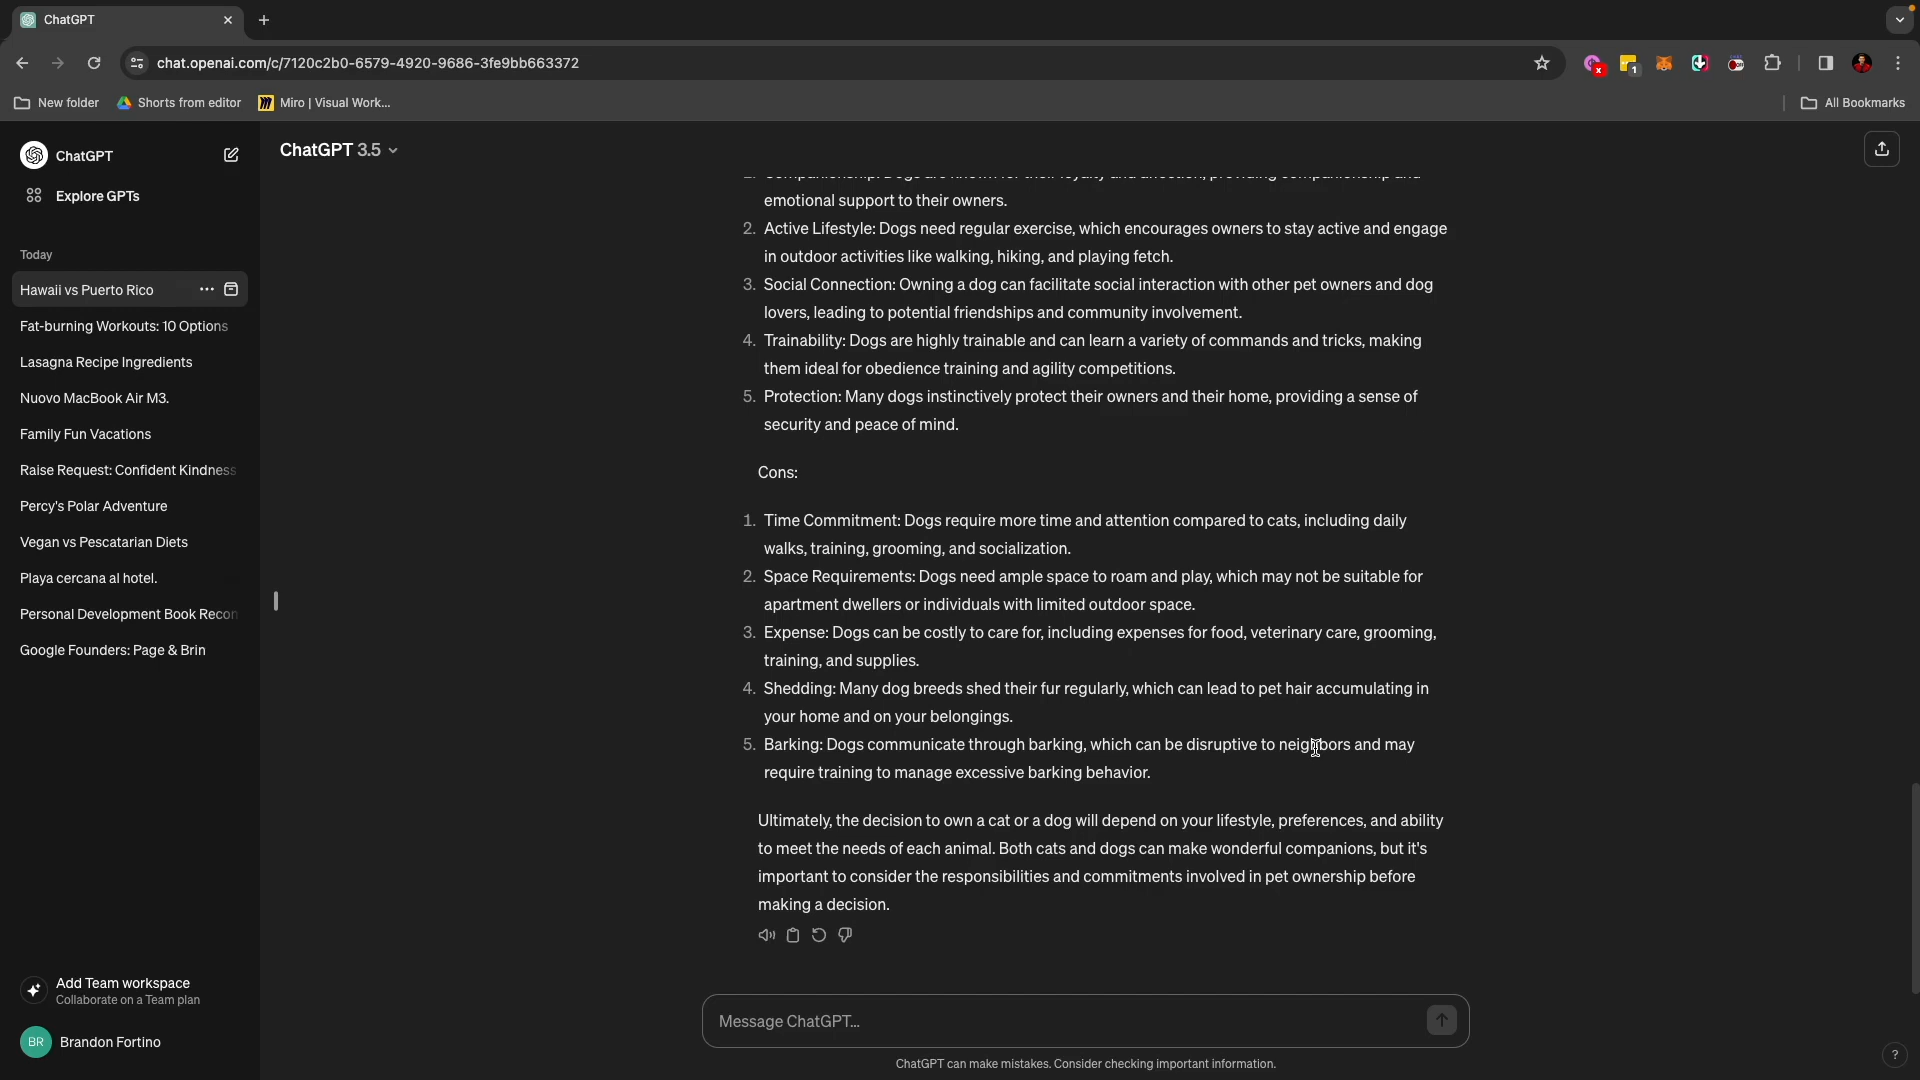 ChatGPT
chat.openai.com/c/7120c2b0-6579-4920-9686-3fe9bb663372
1
New folder
Shorts from editor
Miro | Visual Work...
All Bookmarks
ChatGPT
Explore GPTs
Today
Hawaii vs Puerto Rico
Fat-burning Workouts: 10 Options
Lasagna Recipe Ingredients
Nuovo MacBook Air M3.
Family Fun Vacations
Raise Request: Confident Kindness
Percy's Polar Adventure
Vegan vs Pescatarian Diets
Playa cercana al hotel.
Personal Development Book Recon
Google Founders: Page & Brin
Add Team workspace
Collaborate on a Team plan
BR
Brandon Fortino
ChatGPT 3.5
1. Companionship: Dogs are known for their loyalty and affection, providing companionship and
emotional support to their owners.
2. Active Lifestyle: Dogs need regular exercise, which encourages owners to stay active and engage
in outdoor activities like walking, hiking, and playing fetch.
3. Social Connection: Owning a dog can facilitate social interaction with other pet owners and dog
lovers, leading to potential friendships and community involvement.
4. Trainability: Dogs are highly trainable and can learn a variety of commands and tricks, making
them ideal for obedience training and agility competitions.
5. Protection: Many dogs instinctively protect their owners and their home, providing a sense of
security and peace of mind.
Cons:
1. Time Commitment: Dogs require more time and attention compared to cats, including daily
walks, training, grooming, and socialization.
2. Space Requirements: Dogs need ample space to roam and play, which may not be suitable for
apartment dwellers or individuals with limited outdoor space.
3. Expense: Dogs can be costly to care for, including expenses for food, veterinary care, grooming,
training, and supplies.
4. Shedding: Many dog breeds shed their fur regularly, which can lead to pet hair accumulating in
your home and on your belongings.
5. Barking: Dogs communicate through barking, which can be disruptive to neighbors and may
require training to manage excessive barking behavior.
Ultimately, the decision to own a cat or a dog will depend on your lifestyle, preferences, and ability
to meet the needs of each animal. Both cats and dogs can make wonderful companions, but it's
important to consider the responsibilities and commitments involved in pet ownership before
making a decision.
Message ChatGPT...
ChatGPT can make mistakes. Consider checking important information.
?